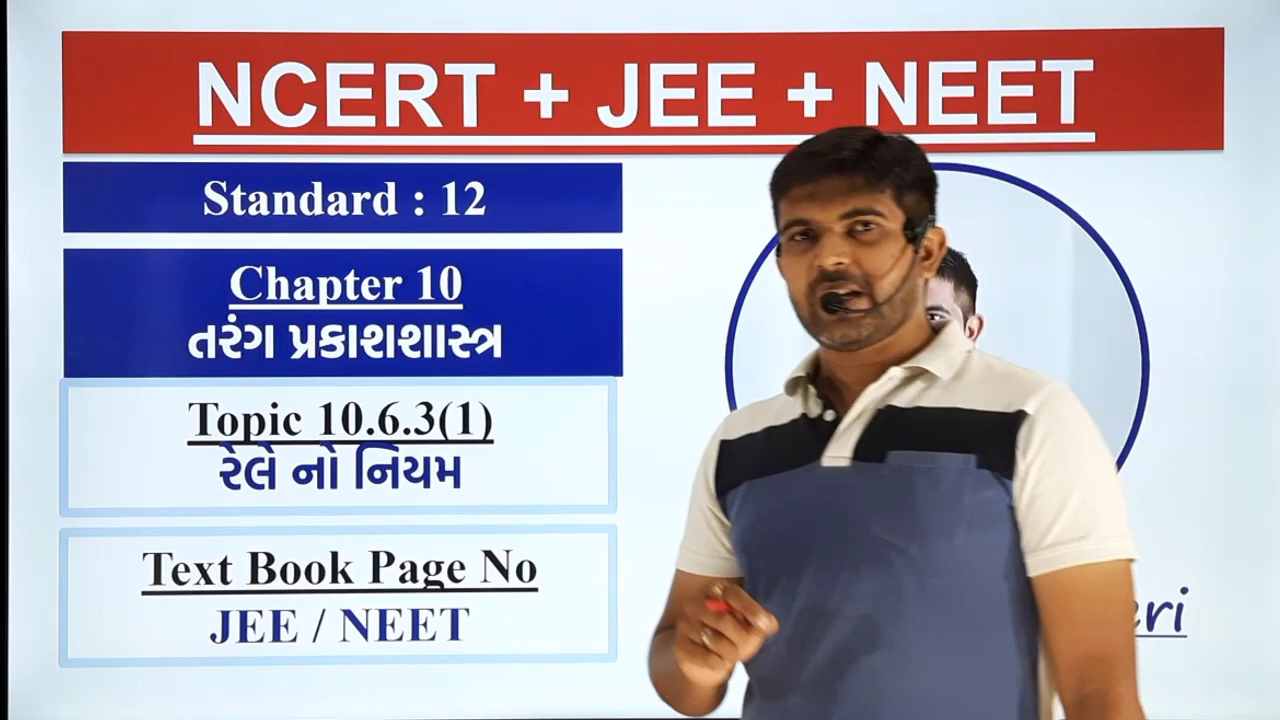 NCERT + JEE + NEET
Standard : 12
Chapter 10
તરંગ પ્રકાશશાસ્ત્ર
Topic 10.6.3(1)
રેલે નો નિયમ
Text Book Page No
JEE / NEET